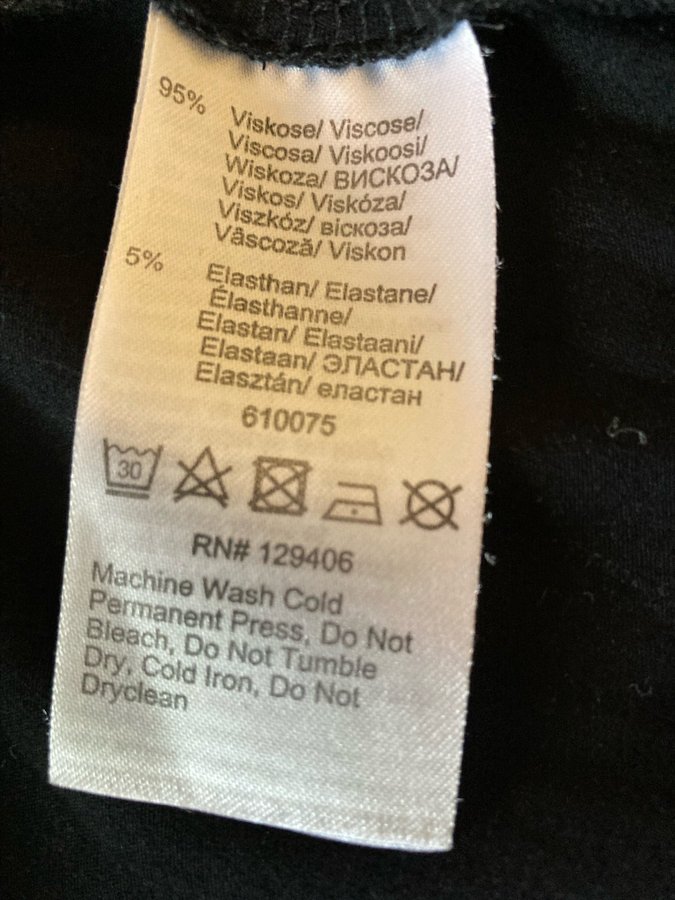 95%
Viskose/ Viscose/
Viscosa/ Viskoosi/
Wiskoza/ ВИСКОЗА/
Viskos/ Viskóza/
Viszkóz/ віскоза/
Vâscoză/ Viskon
5%
Elasthan/ Elastane/
Élasthanne/
Elastan/ Elastaani/
Elastaan/ ЭЛАСТАН/
Elasztán/ еластан
610075
30
RN# 129406
Machine Wash Cold
Permanent Press, Do Not
Bleach, Do Not Tumble
Dry, Cold Iron, Do Not
Dryclean